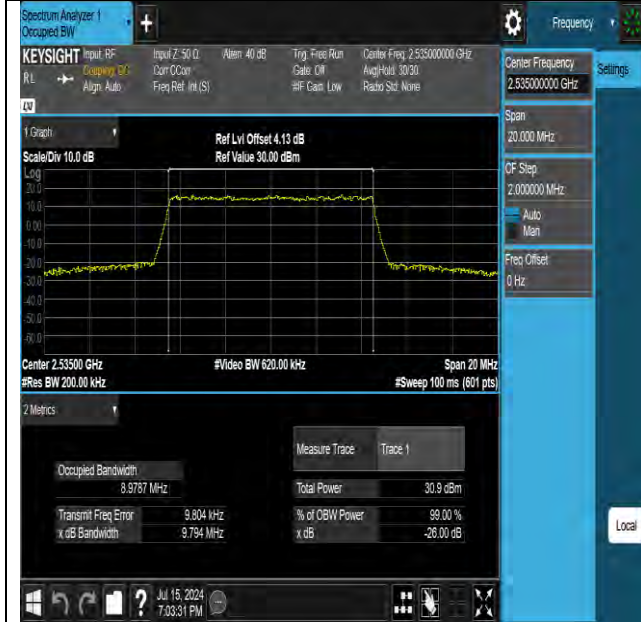 Spectrum Analyzer 1
Occupied BW
Frequency
KEYSIGHT Input: RF
Coupling: DC
Align: Auto
Input Z: 50 Ω
Corr CCorr
Freq Ref: Int (S)
Atten: 40 dB
Trig: Free Run
Gate: Off
#IF Gain: Low
Center Freq: 2.535000000 GHz
Avg|Hold: 30/30
Radio Std: None
R L
1 Graph
Scale/Div 10.0 dB
Ref Lvl Offset 4.13 dB
Ref Value 30.00 dBm
Log
20.0
10.0
0.00
-10.0
-20.0
-30.0
-40.0
-50.0
-60.0
Center 2.53500 GHz
#Video BW 620.00 kHz
Span 20 MHz
#Res BW 200.00 kHz
#Sweep 100 ms (601 pts)
2 Metrics
Measure Trace Trace 1
Occupied Bandwidth
8.9787 MHz
Total Power 30.9 dBm
Transmit Freq Error 9.804 kHz
% of OBW Power 99.00 %
x dB Bandwidth 9.794 MHz
x dB -26.00 dB
Jul 15, 2024
7:03:31 PM
?
Center Frequency
2.535000000 GHz
Settings
Span
20.000 MHz
CF Step
2.000000 MHz
Auto
Man
Freq Offset
0 Hz
Local